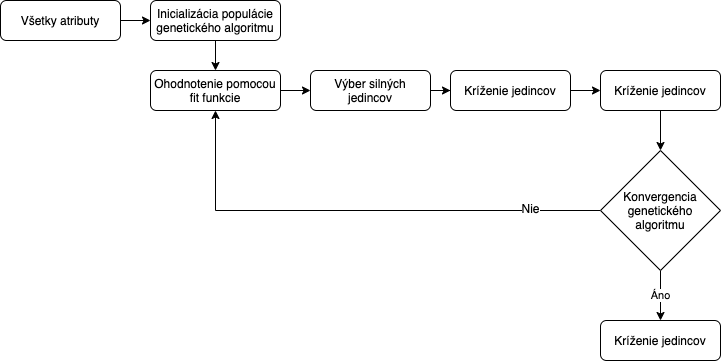 Všetky atributy
Inicializácia populácie
genetického algoritmu
Ohodnotenie pomocou
fit funkcie
Výber silných
jedincov
Kríženie jedincov
Kríženie jedincov
Konvergencia
genetického
algoritmu
Nie
Áno
Kríženie jedincov